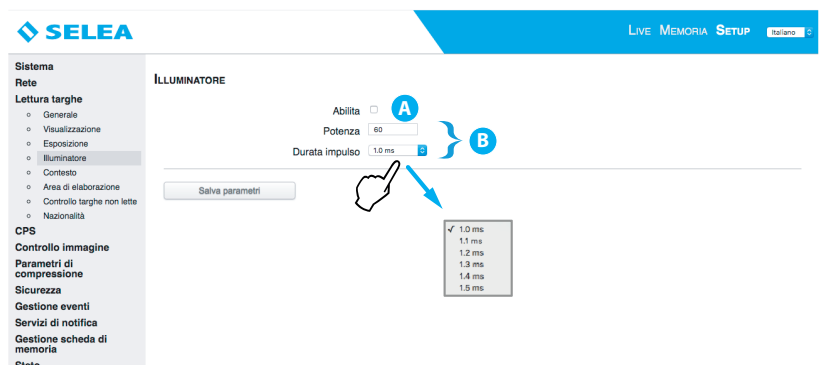 SELEA
LIVE MEMORIA SETUP Italiano
Sistema
Rete
Lettura targhe
Generale
Visualizzazione
Esposizione
Illuminatore
Contesto
Area di elaborazione
Controllo targhe non lette
Nazionalità
CPS
Controllo immagine
Parametri di
compressione
Sicurezza
Gestione eventi
Servizi di notifica
Gestione scheda di
memoria
Stato
ILLUMINATORE
Abilita A
Potenza 60
B
Durata impulso 1.0 ms
Salva parametri
✓ 1.0 ms
1.1 ms
1.2 ms
1.3 ms
1.4 ms
1.5 ms